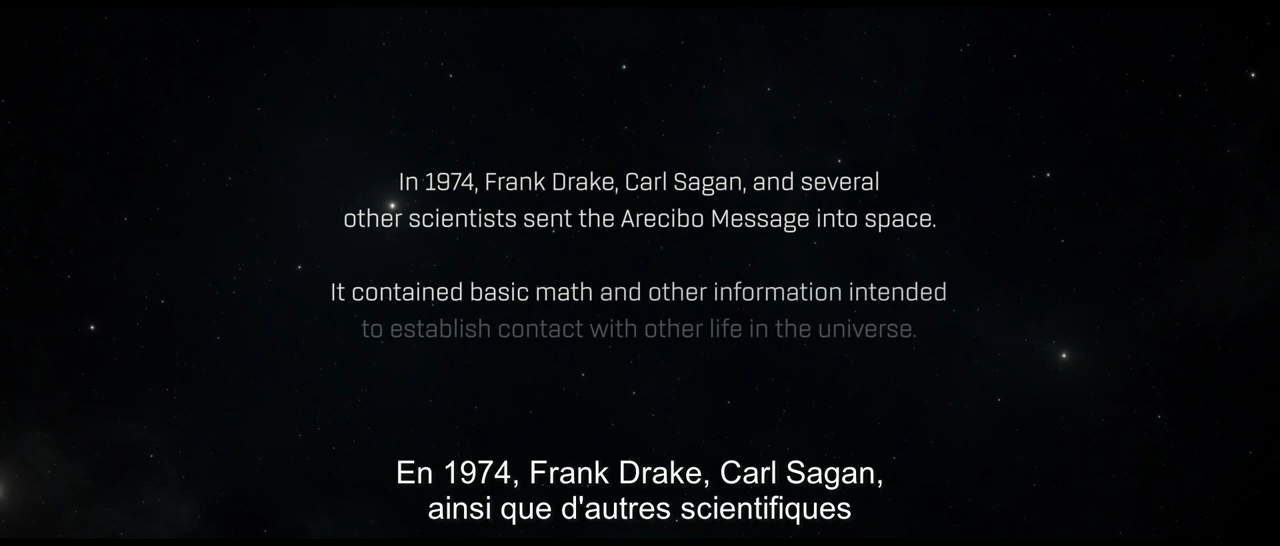 In 1974, Frank Drake, Carl Sagan, and several
other scientists sent the Arecibo Message into space.
It contained basic math and other information intended
to establish contact with other life in the universe.
En 1974, Frank Drake, Carl Sagan,
ainsi que d'autres scientifiques